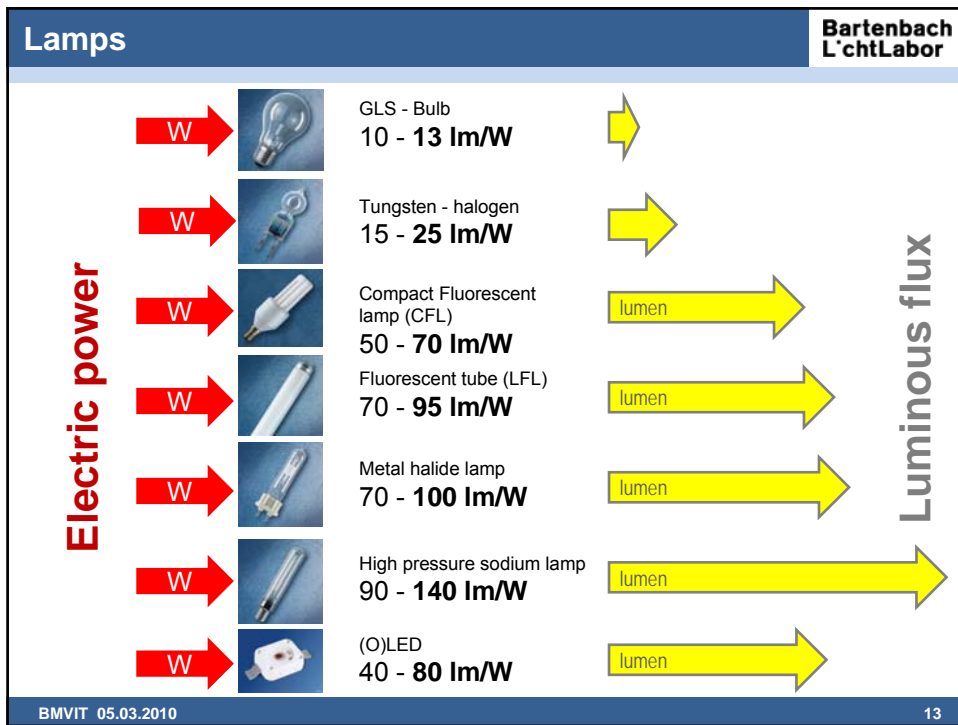 Lamps
Bartenbach
L'chtLabor
Electric power
Luminous flux
W
GLS - Bulb
10 - 13 lm/W
W
Tungsten - halogen
15 - 25 lm/W
W
Compact Fluorescent
lamp (CFL)
50 - 70 lm/W
lumen
W
Fluorescent tube (LFL)
70 - 95 lm/W
lumen
W
Metal halide lamp
70 - 100 lm/W
lumen
W
High pressure sodium lamp
90 - 140 lm/W
lumen
W
(O)LED
40 - 80 lm/W
lumen
BMVIT 05.03.2010
13